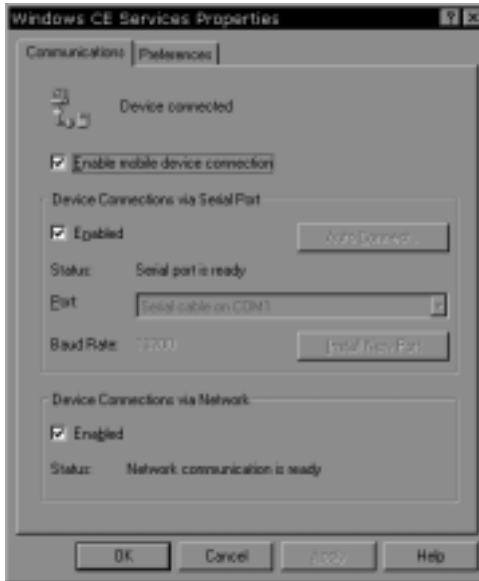 Windows CE Services Properties
Communications Preferences
Device connected
Enable mobile device connection
Device Connections via Serial Port
Enabled Auto Connect...
Status: Serial port is ready
Port: Serial cable on COM1
Baud Rate: 19200 Install New Port
Device Connections via Network
Enabled
Status: Network communication is ready
OK Cancel Apply Help